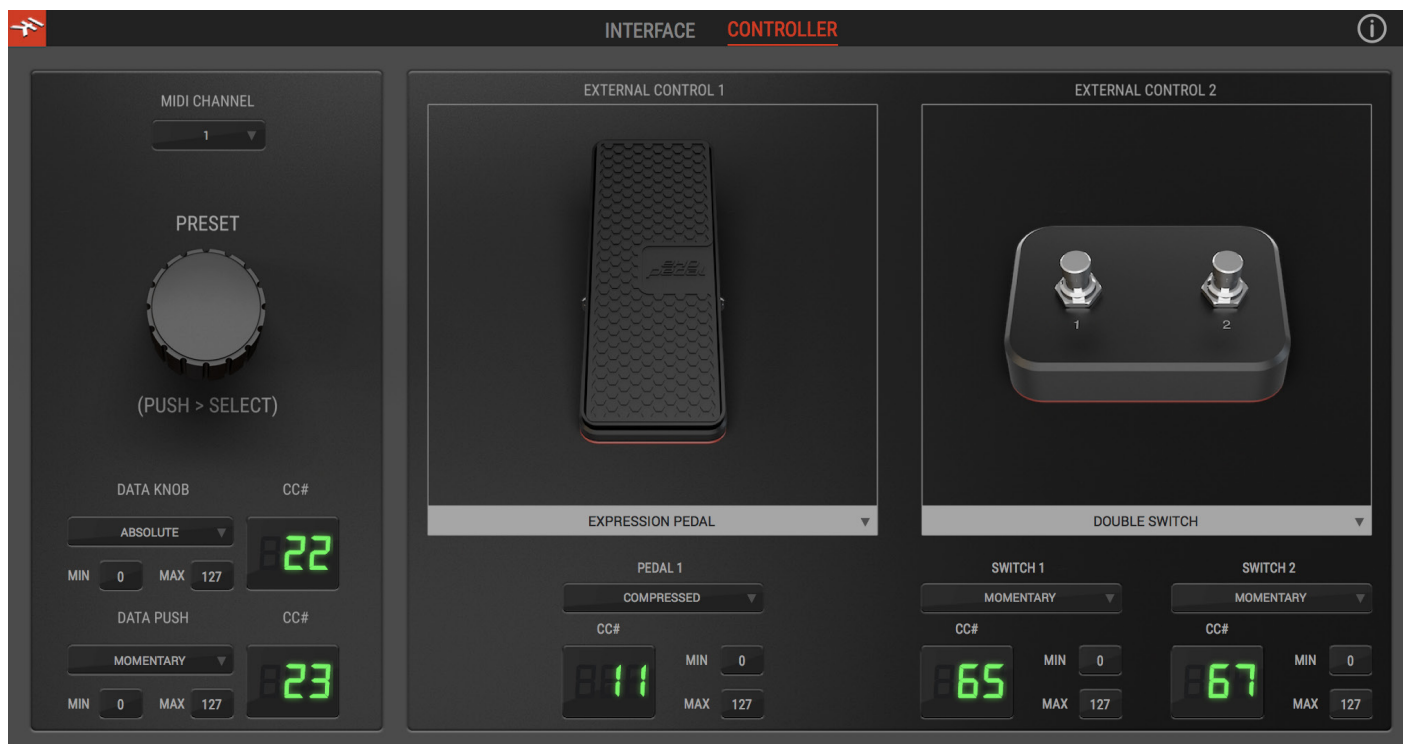 INTERFACE CONTROLLER
MIDI CHANNEL
1
PRESET
(PUSH > SELECT)
DATA KNOB CC#
ABSOLUTE
22
MIN 0 MAX 127
DATA PUSH CC#
MOMENTARY
23
MIN 0 MAX 127
EXTERNAL CONTROL 1
EXPRESSION PEDAL
PEDAL 1
COMPRESSED
CC#
11
MIN 0
MAX 127
EXTERNAL CONTROL 2
1 2
DOUBLE SWITCH
SWITCH 1
MOMENTARY
CC#
65
MIN 0
MAX 127
SWITCH 2
MOMENTARY
CC#
67
MIN 0
MAX 127